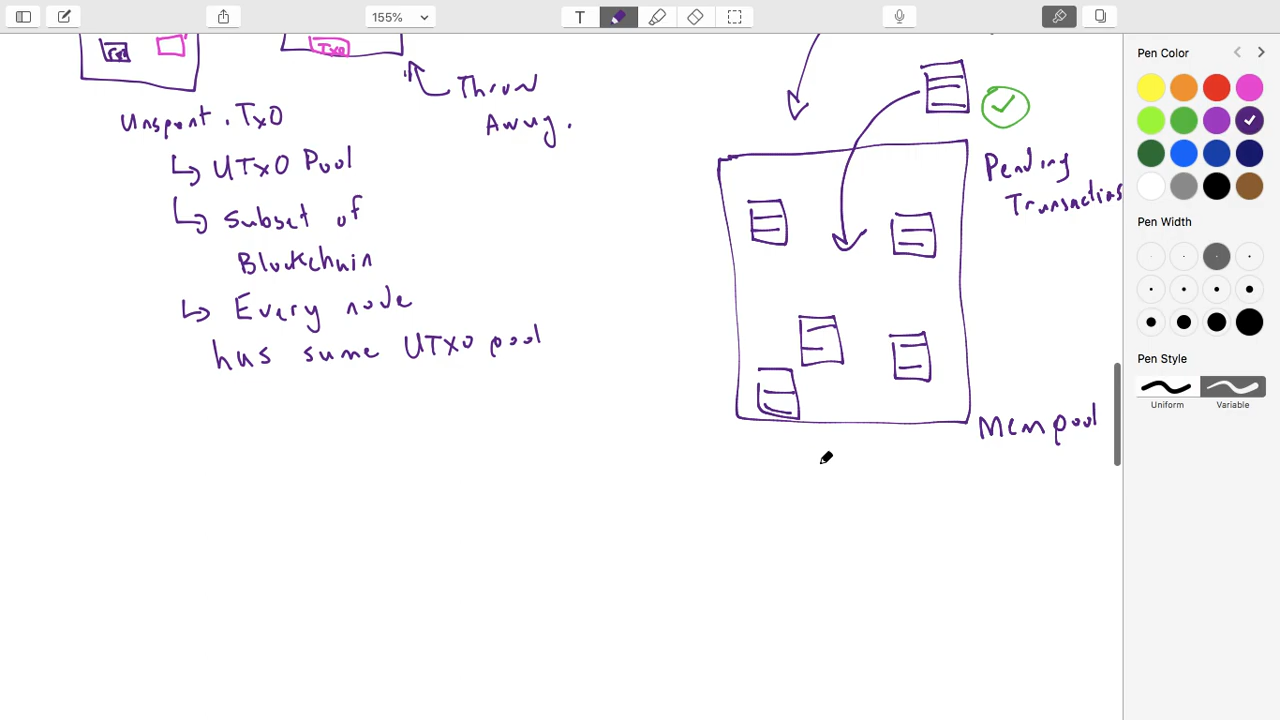 155%
T
Pen Color
Txo
Throw
Away.
Unspent. TxO
↳ UTxO Pool
↳ Subset of
Blockchain
↳ Every node
has same UTXO pool
Pending
Transactions
Mempool
Pen Width
Pen Style
Uniform
Variable